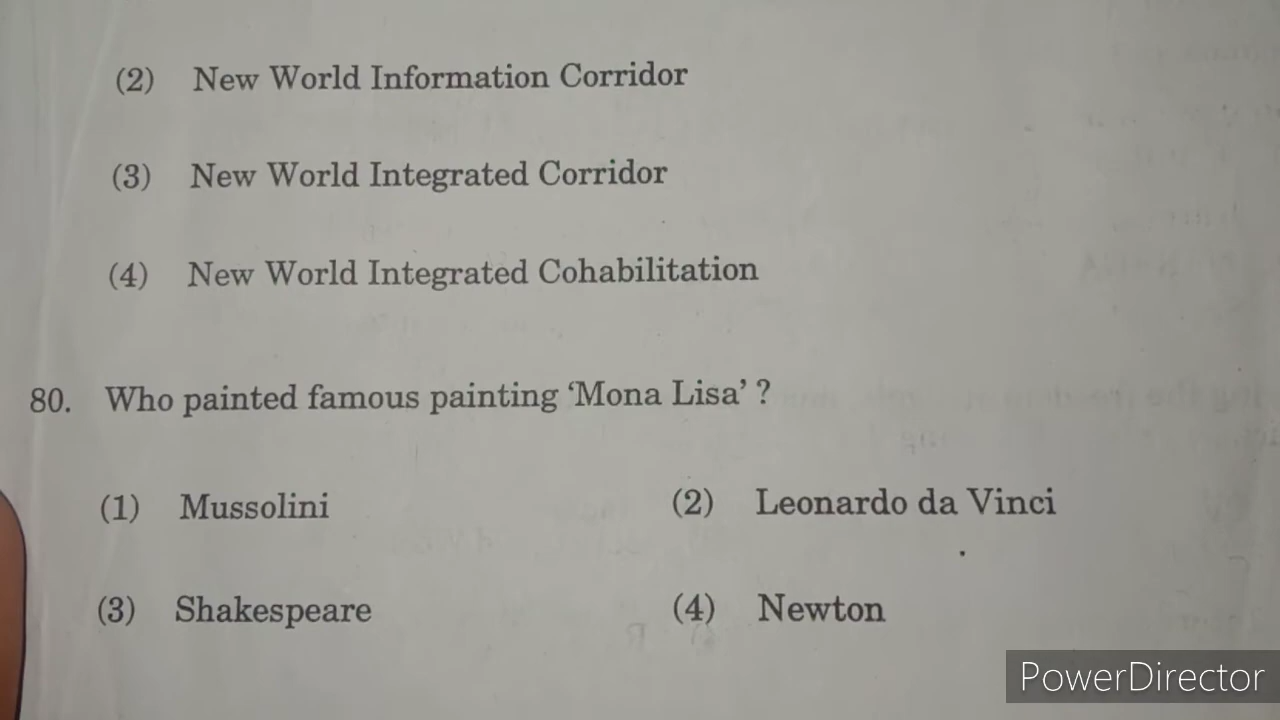 (2) New World Information Corridor
(3) New World Integrated Corridor
(4) New World Integrated Cohabilitation
80. Who painted famous painting ‘Mona Lisa’ ?
(1) Mussolini (2) Leonardo da Vinci
(3) Shakespeare (4) Newton
PowerDirector